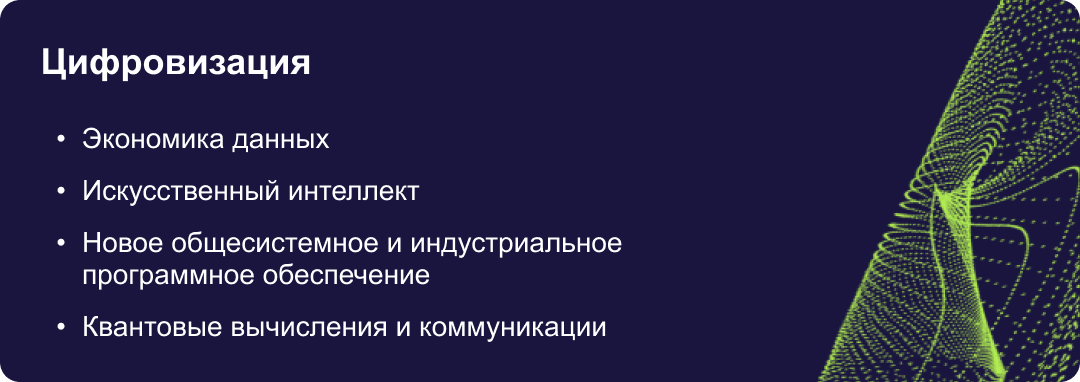 Цифровизация
• Экономика данных
• Искусственный интеллект
• Новое общесистемное и индустриальное
программное обеспечение
• Квантовые вычисления и коммуникации